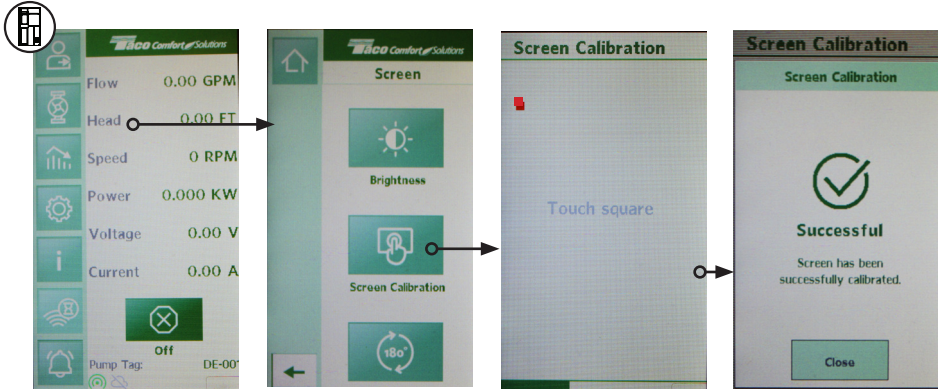 Taco Comfort Solutions
Flow 0.00 GPM
Head 0.00 FT
Speed 0 RPM
Power 0.000 KW
Voltage 0.00 V
Current 0.00 A
Off
Pump Tag: DE-001
Taco Comfort Solutions
Screen
Brightness
Screen Calibration
180°
Screen Calibration
Touch square
Screen Calibration
Screen Calibration
Successful
Screen has been
successfully calibrated.
Close